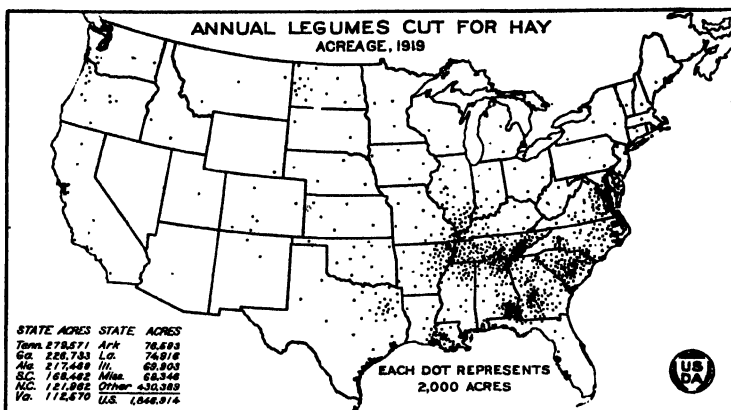 ANNUAL LEGUMES CUT FOR HAY
ACREAGE, 1919
STATE ACRES STATE ACRES
Tenn. 279,571 Ark 76,593
Ga. 226,733 La. 74,916
Ala. 217,469 Ill. 69,903
S.C. 168,462 Miss. 68,346
N.C. 121,962 Other 430,389
Va. 112,570 U.S. 1,846,914
EACH DOT REPRESENTS
2,000 ACRES
US
DA